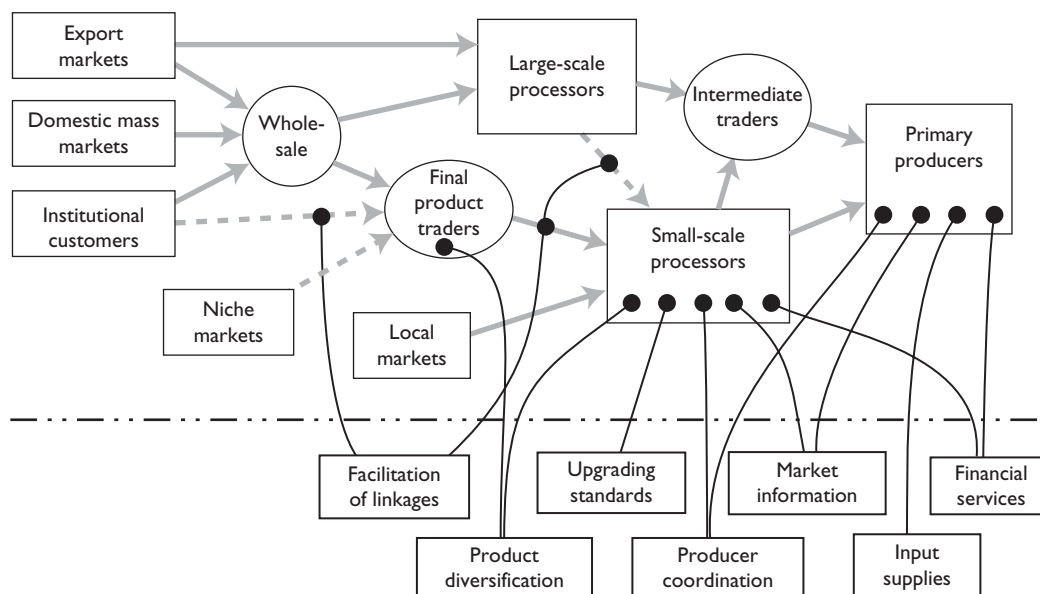 Export
markets
Domestic mass
markets
Institutional
customers
Niche
markets
Whole-
sale
Final
product
traders
Local
markets
Large-scale
processors
Small-scale
processors
Intermediate
traders
Primary
producers
Facilitation
of linkages
Product
diversification
Upgrading
standards
Producer
coordination
Market
information
Input
supplies
Financial
services